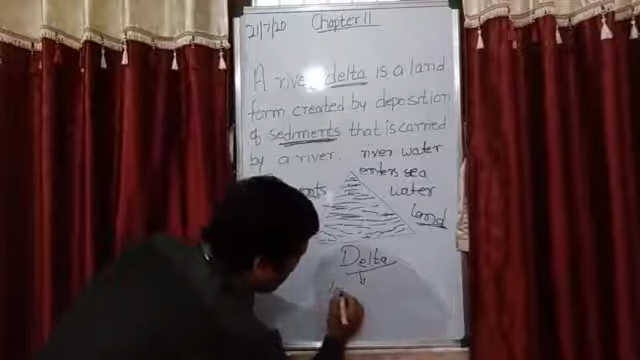 21/7/20 Chapter 11
A river delta is a land
form created by deposition
of sediments that is carried
by a river.
river water
enters sea
water
land
Delta